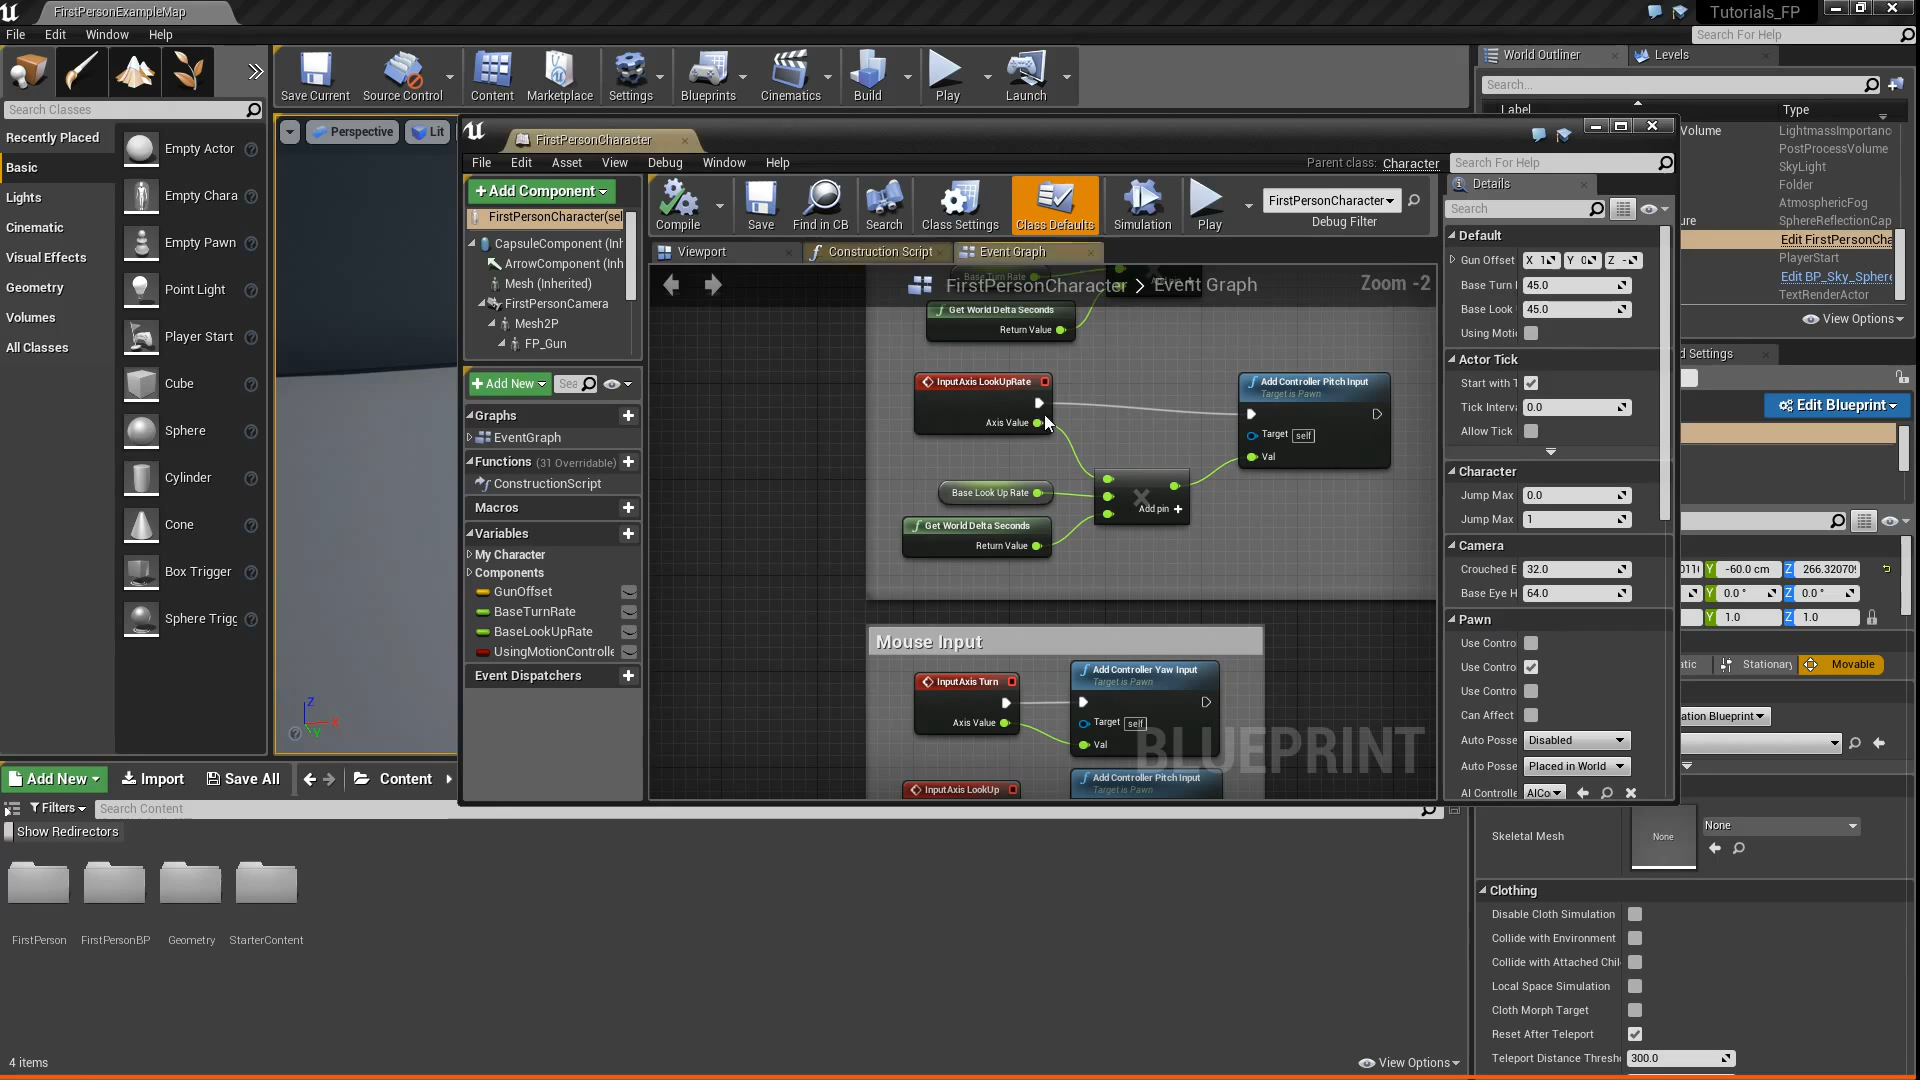 FirstPersonExampleMap
Tutorials_FP
File Edit Window Help
Search For Help
Search Classes
Recently Placed
Basic
Lights
Cinematic
Visual Effects
Geometry
Volumes
All Classes
Empty Actor
Empty Chara
Empty Pawn
Point Light
Player Start
Cube
Sphere
Cylinder
Cone
Box Trigger
Sphere Trigg
Save Current
Source Control
Content
Marketplace
Settings
Blueprints
Cinematics
Build
Play
Launch
Perspective
Lit
World Outliner
Levels
Search...
Label
Type
Volume LightmassImportanc
PostProcessVolume
SkyLight
Folder
AtmosphericFog
ure SphereReflectionCap
Edit FirstPersonCha
PlayerStart
Edit BP_Sky_Sphere
TextRenderActor
View Options
FirstPersonCharacter
File Edit Asset View Debug Window Help
Parent class: Character
Search For Help
+Add Component
FirstPersonCharacter(sel
CapsuleComponent (Inh
ArrowComponent (Inh
Mesh (Inherited)
FirstPersonCamera
Mesh2P
FP_Gun
Compile
Save
Find in CB
Search
Class Settings
Class Defaults
Simulation
Play
FirstPersonCharacter
Debug Filter
Viewport
Construction Script
Event Graph
FirstPersonCharacter > Event Graph
Zoom -2
+Add New
Sea
Graphs
EventGraph
Functions (31 Overridable)
ConstructionScript
Macros
Variables
My Character
Components
GunOffset
BaseTurnRate
BaseLookUpRate
UsingMotionControlle
Event Dispatchers
Base Turn Rate
Get World Delta Seconds
Return Value
InputAxis LookUpRate
Axis Value
Add Controller Pitch Input
Target is Pawn
Target self
Val
Base Look Up Rate
Add pin +
Get World Delta Seconds
Return Value
Mouse Input
InputAxis Turn
Axis Value
Add Controller Yaw Input
Target is Pawn
Target self
Val
InputAxis LookUp
Add Controller Pitch Input
Target is Pawn
BLUEPRINT
Details
Search
Default
Gun Offset X Y Z
Base Turn 45.0
Base Look 45.0
Using Moti
Actor Tick
Start with T
Tick Interv 0.0
Allow Tick
Character
Jump Max 0.0
Jump Max 1
Camera
Crouched E 32.0
Base Eye H 64.0
Pawn
Use Contro
Use Contro
Use Contro
Can Affect
Auto Posse Disabled
Auto Posse Placed in World
AI Controlle AICo
d Settings
Edit Blueprint
Y -60.0 cm Z 266.32070
Y 0.0 ° Z 0.0 °
Y 1.0 Z 1.0
Stationary
Movable
ation Blueprint
Skeletal Mesh
None
None
Clothing
Disable Cloth Simulation
Collide with Environment
Collide with Attached Chil
Local Space Simulation
Cloth Morph Target
Reset After Teleport
Teleport Distance Thresh 300.0
Add New
Import
Save All
Content
Filters
Search Content
Show Redirectors
FirstPerson
FirstPersonBP
Geometry
StarterContent
4 items
View Options
X
Y
Z